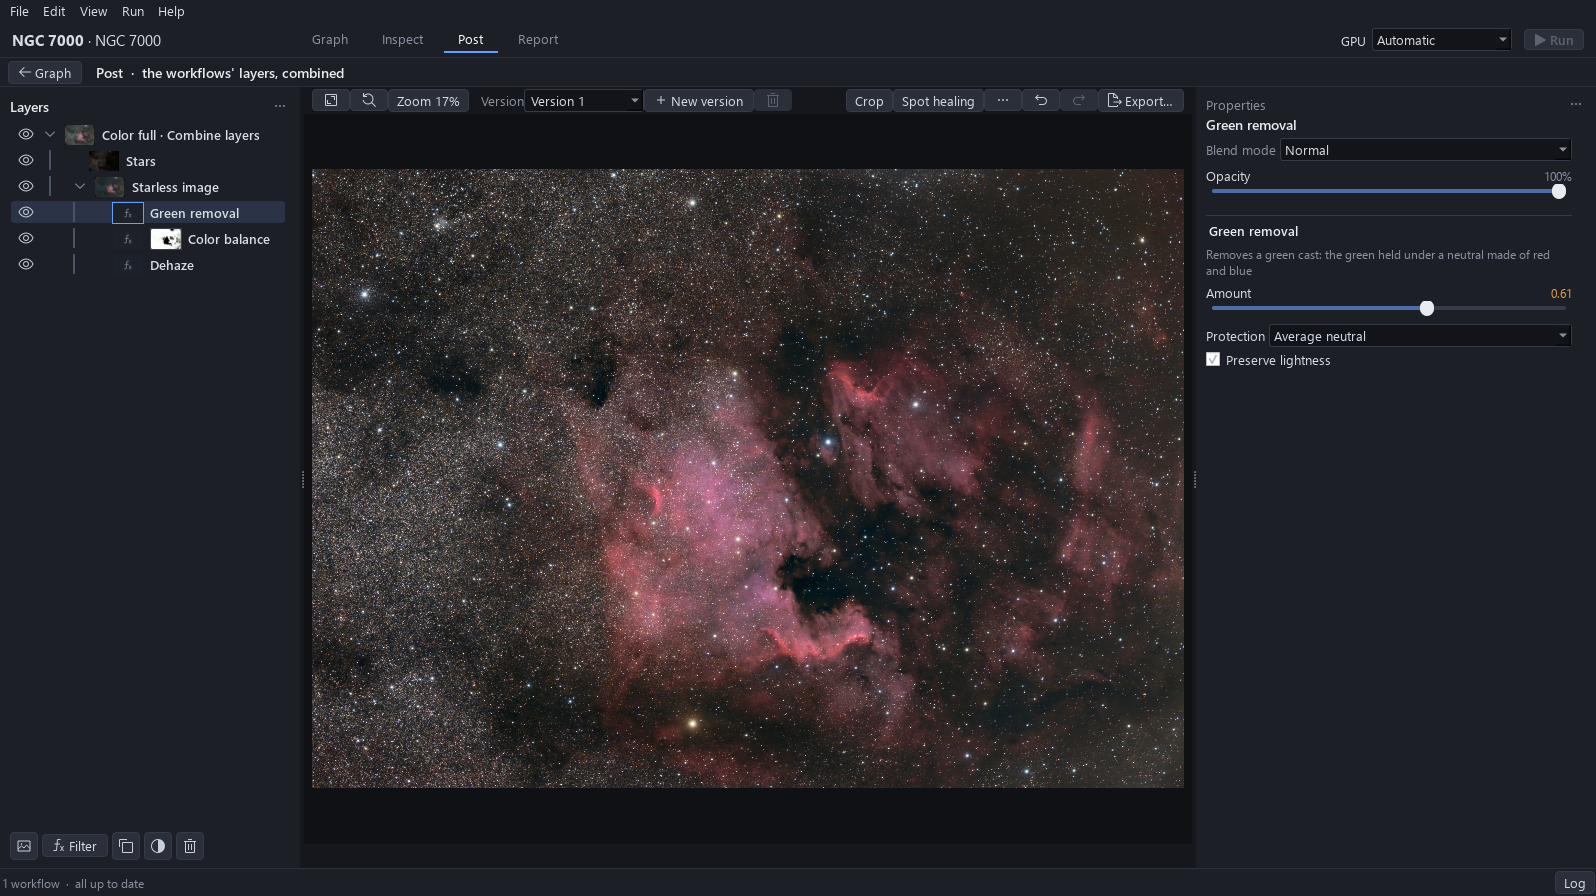 File Edit View Run Help
NGC 7000 · NGC 7000
Graph Inspect Post Report
GPU Automatic Run
Graph
Post · the workflows' layers, combined
Layers ...
Color full · Combine layers
Stars
Starless image
fx Green removal
fx Color balance
fx Dehaze
fx Filter
Zoom 17% Version Version 1 + New version
Crop Spot healing ... Export...
Properties ...
Green removal
Blend mode Normal
Opacity 100%
Green removal
Removes a green cast: the green held under a neutral made of red
and blue
Amount 0.61
Protection Average neutral
Preserve lightness
1 workflow · all up to date
Log